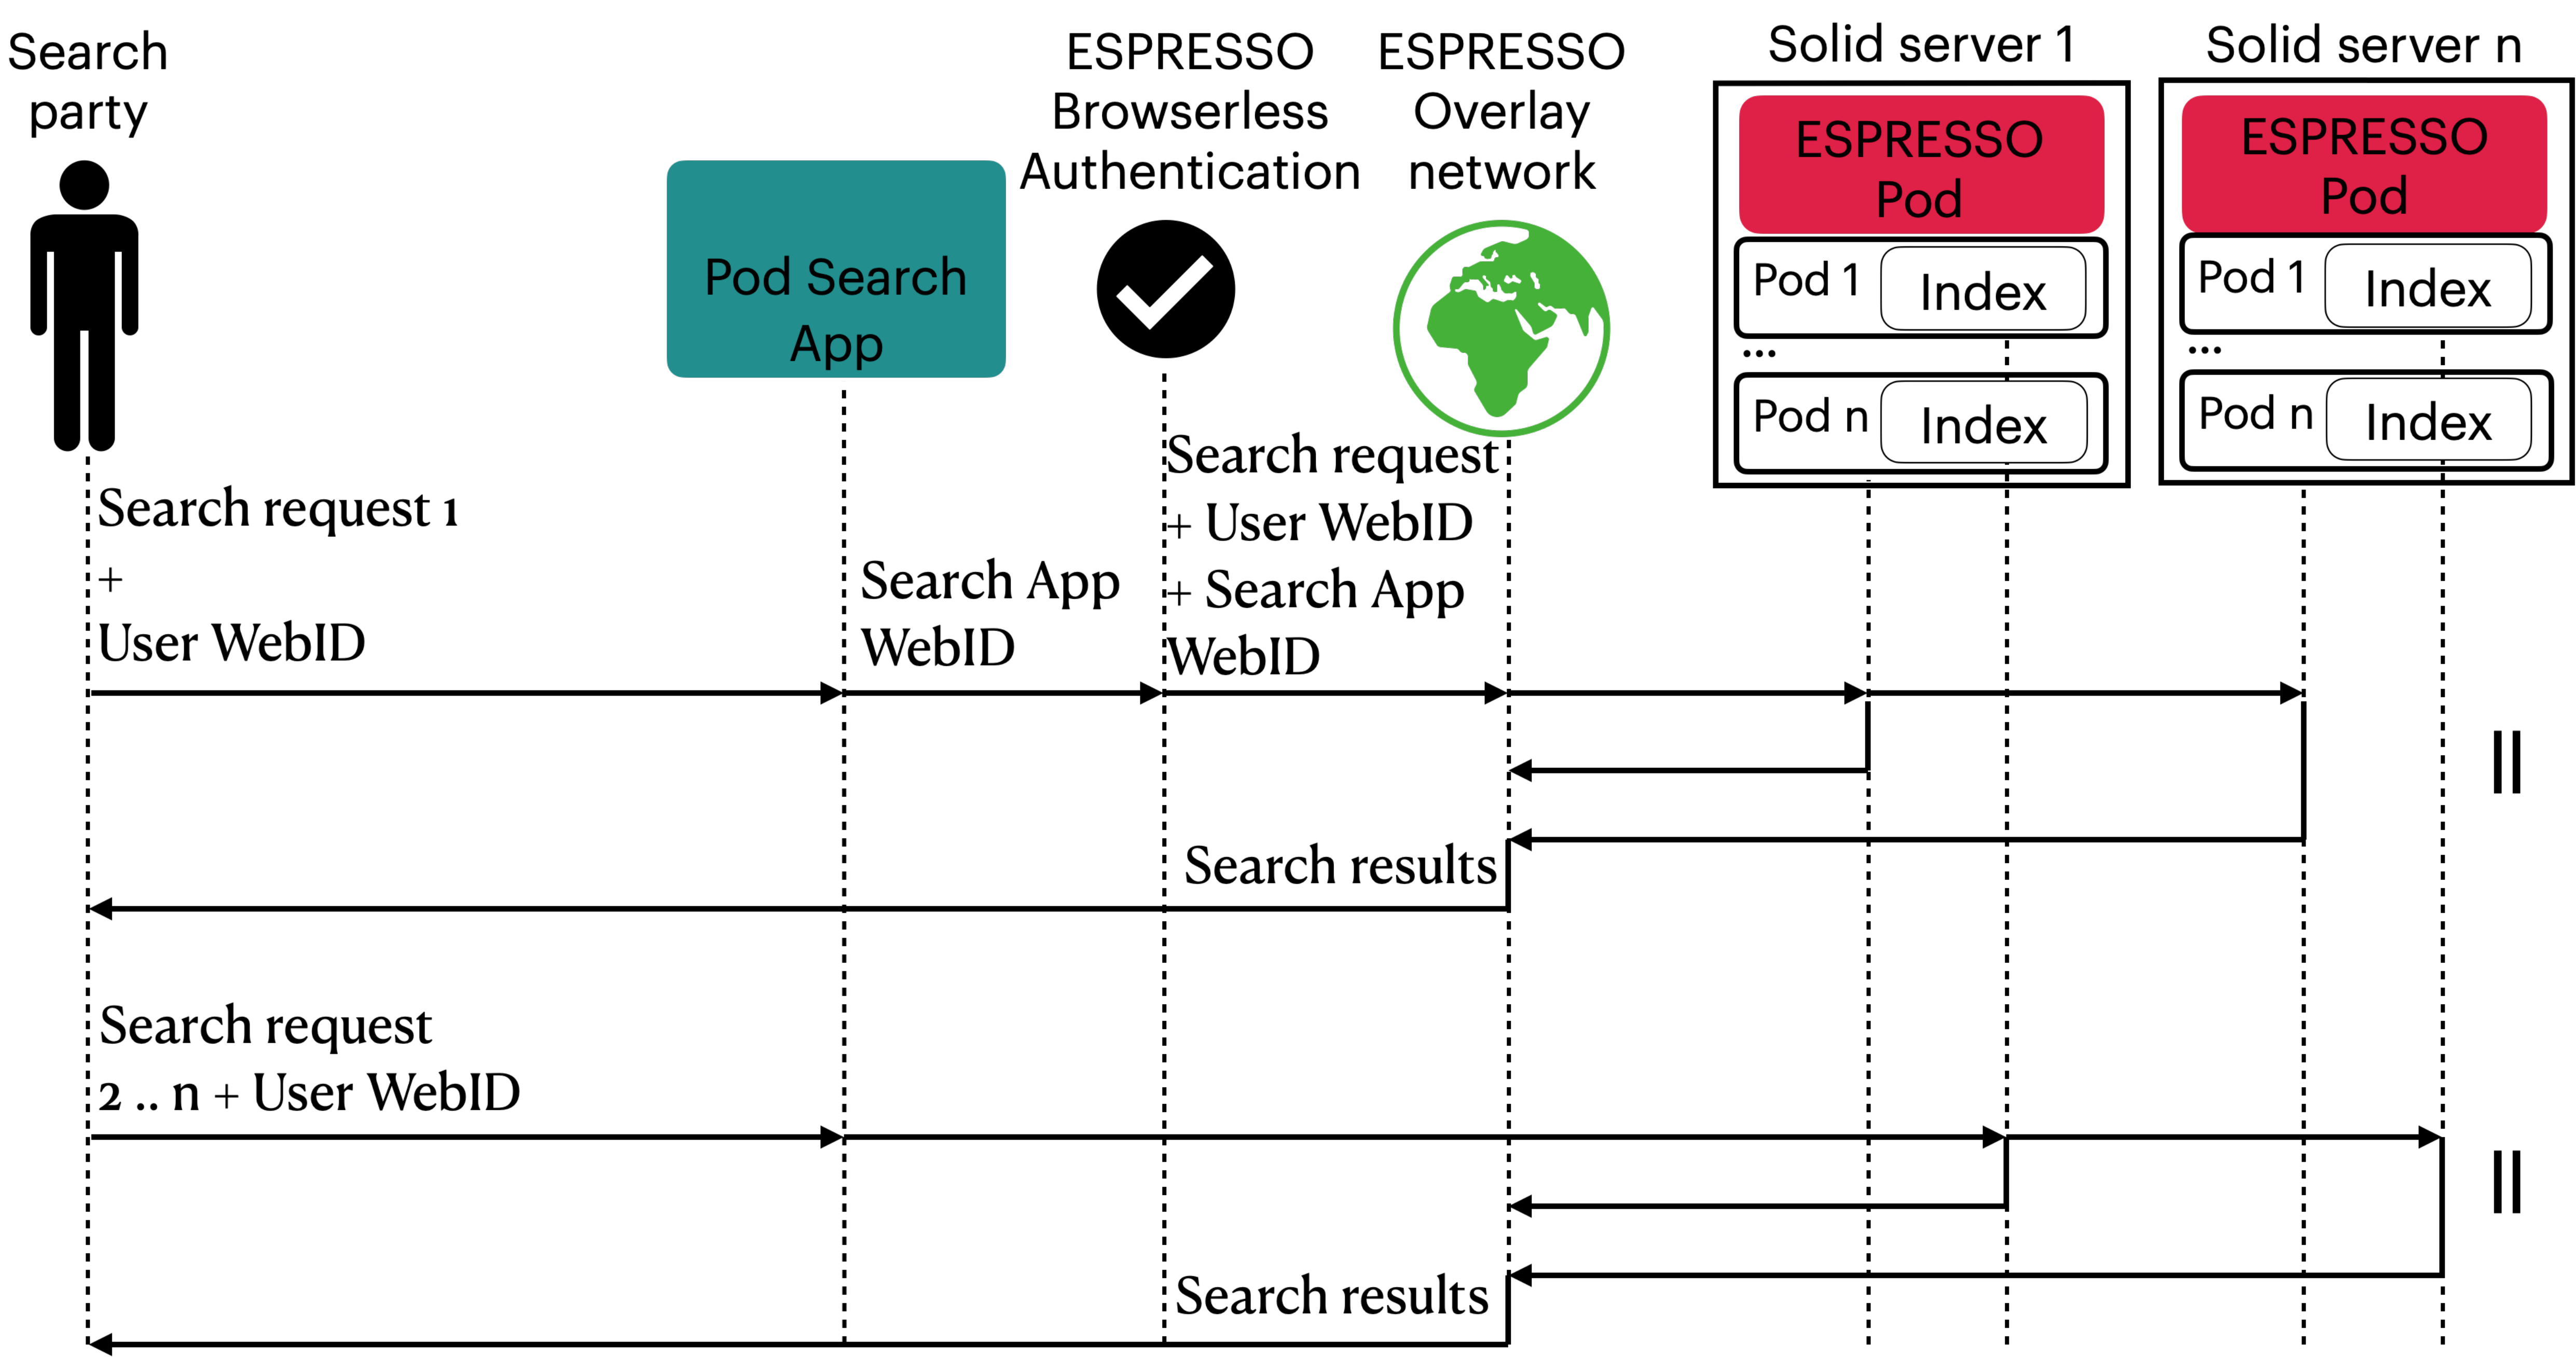 Search
party
Pod Search
App
ESPRESSO
Browserless
Authentication
ESPRESSO
Overlay
network
Solid server 1
ESPRESSO
Pod
Pod 1
Index
...
Pod n
Index
Solid server n
ESPRESSO
Pod
Pod 1
Index
...
Pod n
Index
Search request 1
+
User WebID
Search App
WebID
Search request
+ User WebID
+ Search App
WebID
||
Search results
Search request
2 .. n + User WebID
||
Search results